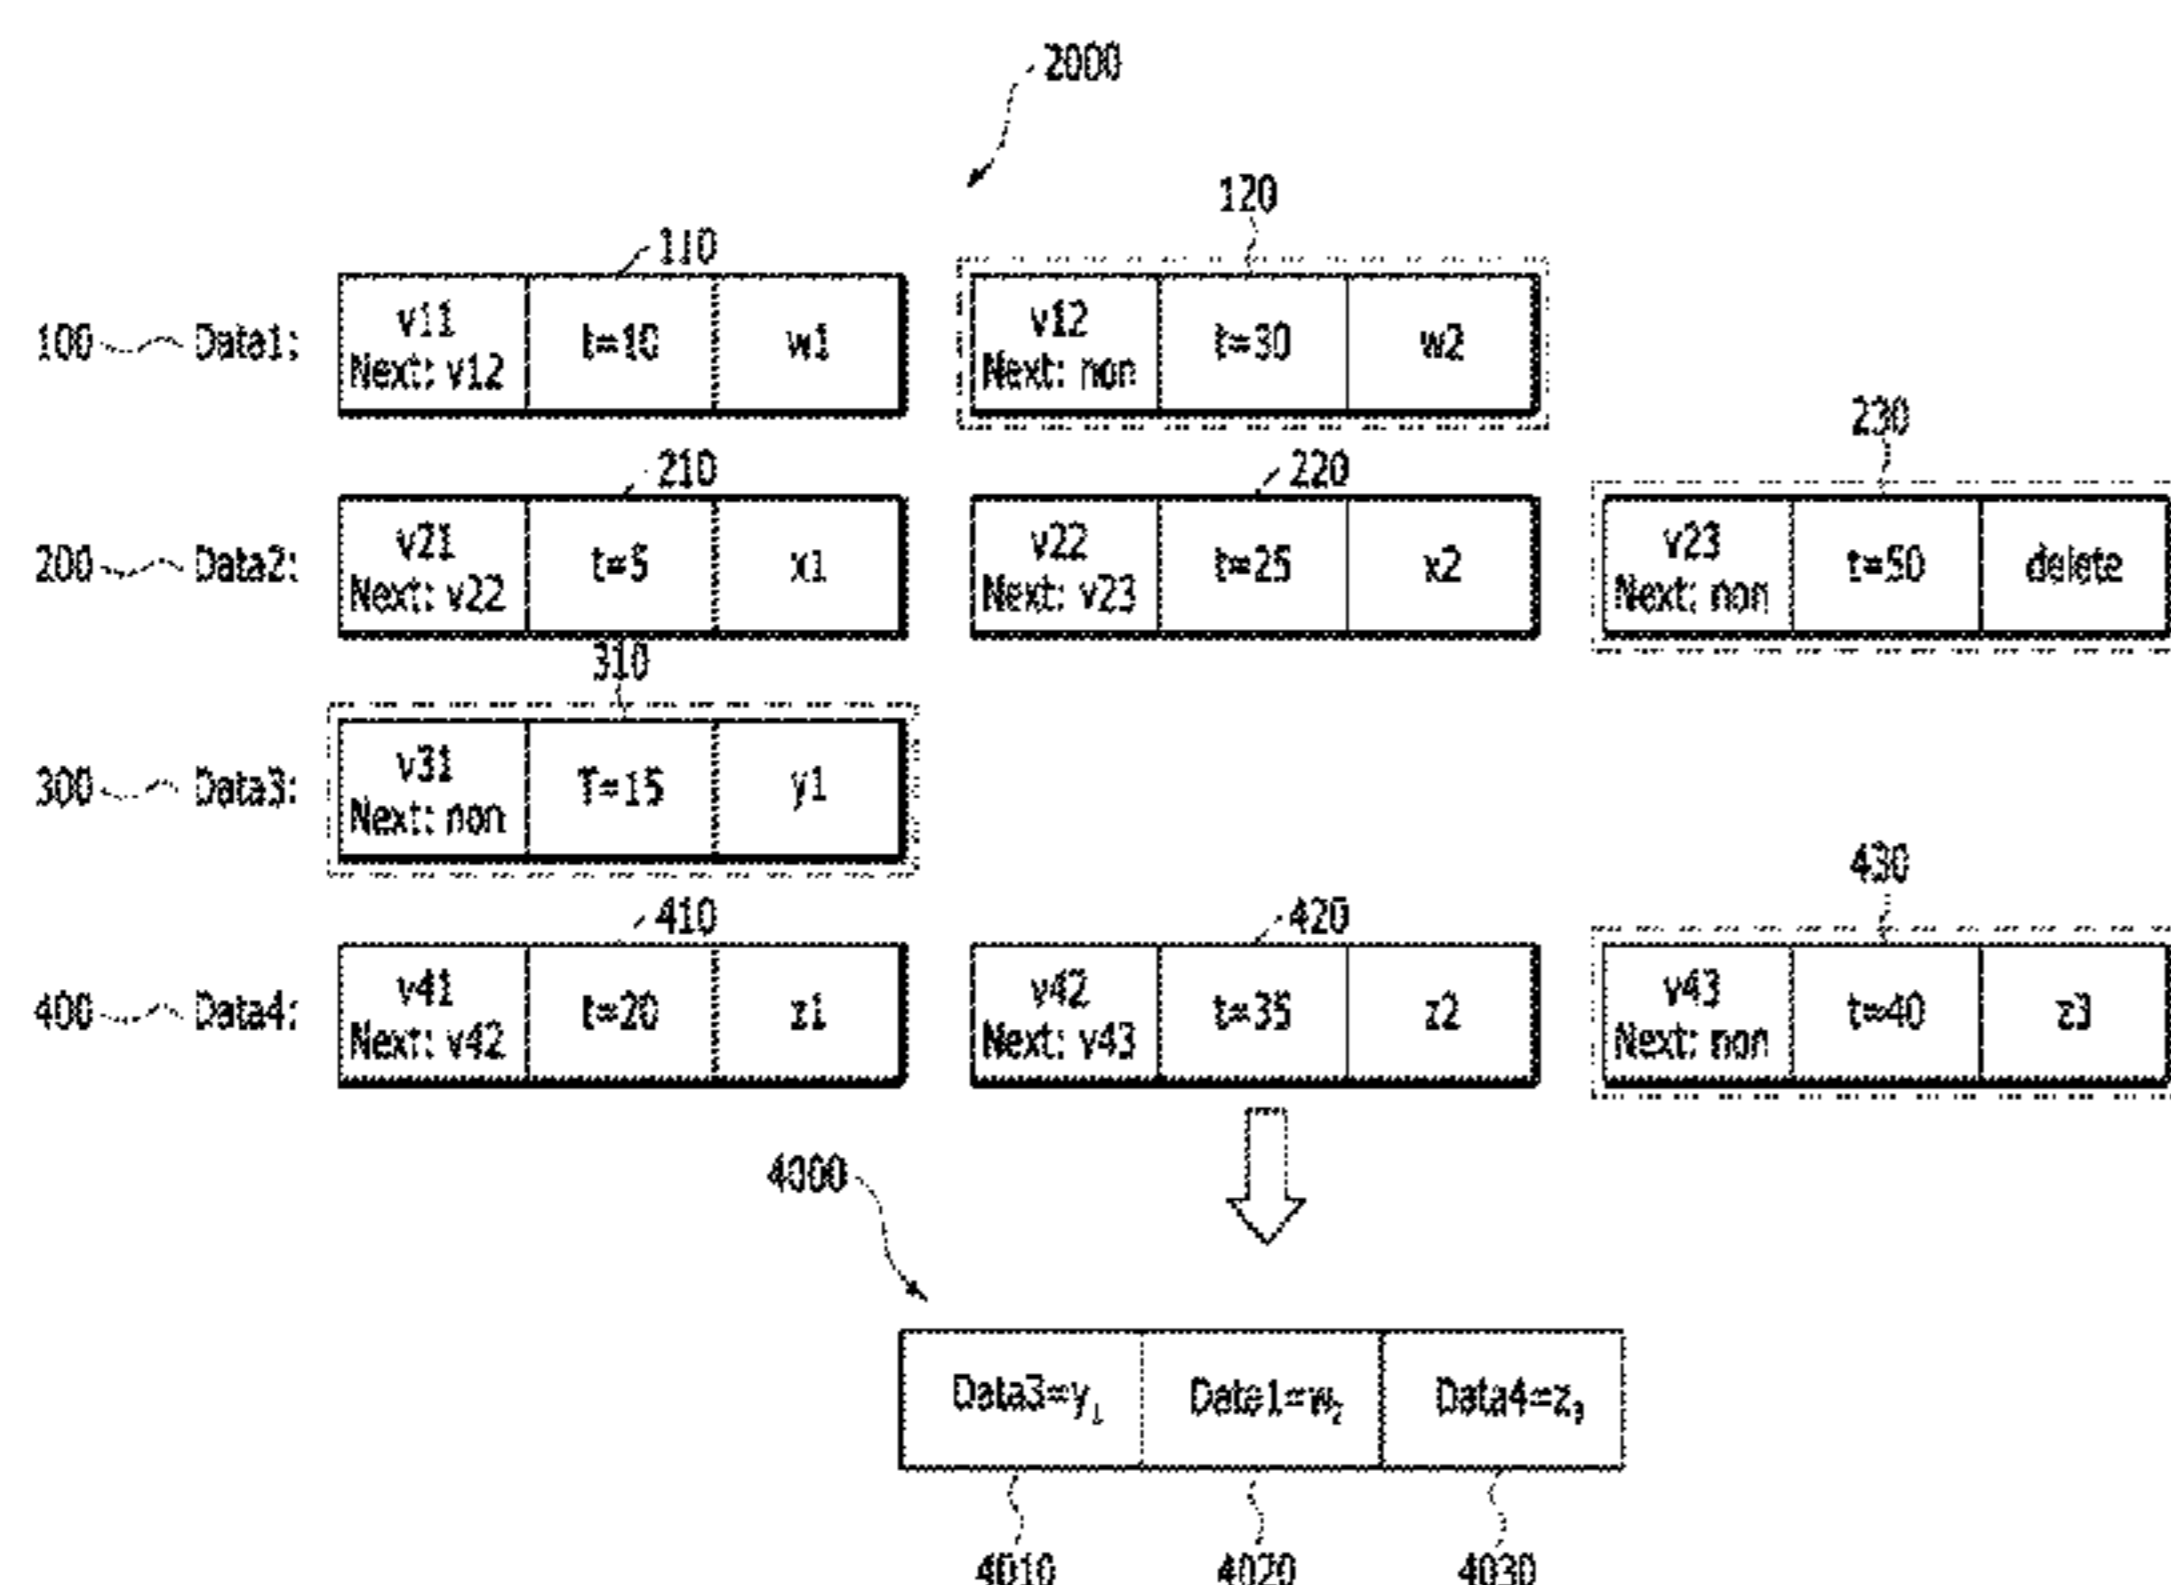 2000
120
110
100 Data1: v11 t=10 w1 v12 t=30 w2
Next: v12 Next: non
230
210 220
200 Data2: v21 t=5 x1 v22 t=25 x2 v23 t=50 delete
Next: v22 Next: v23 Next: non
310
300 Data3: v31 T=15 y1
Next: non
430
410 420
400 Data4: v41 t=20 z1 v42 t=35 z2 v43 t=40 z3
Next: v42 Next: v43 Next: non
4000
Data3=y₁ Data1=w₂ Data4=z₃
4010 4020 4030